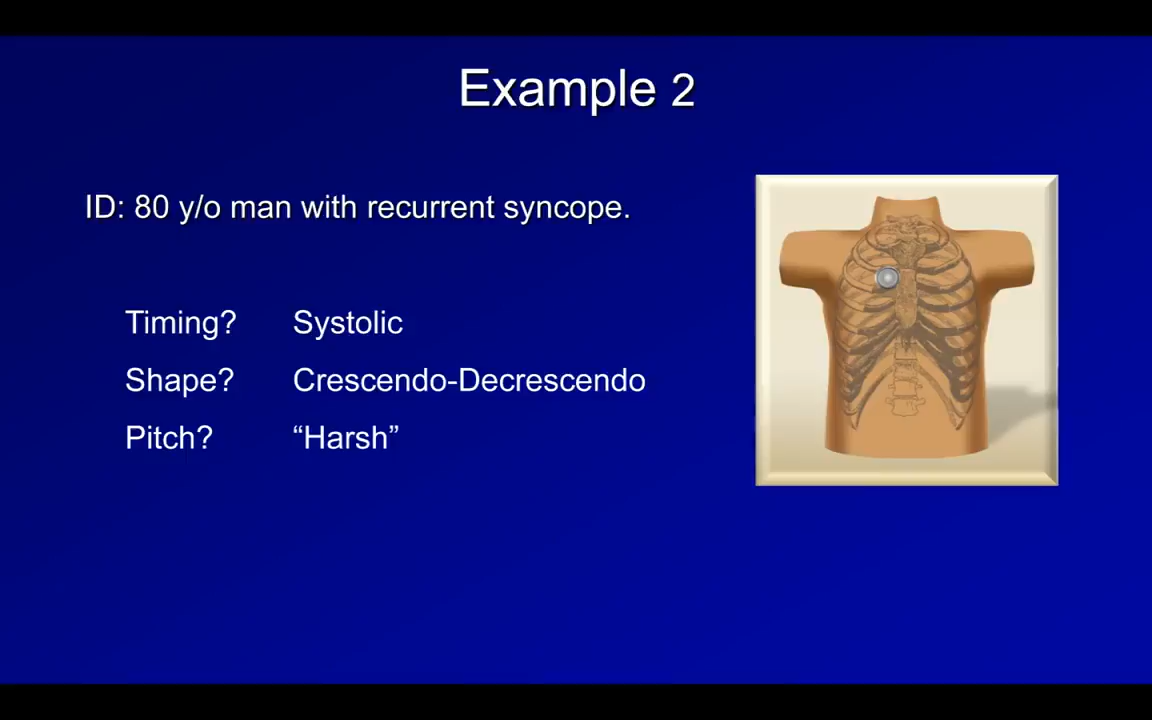 Example 2
ID: 80 y/o man with recurrent syncope.
Timing? Systolic
Shape? Crescendo-Decrescendo
Pitch? “Harsh”